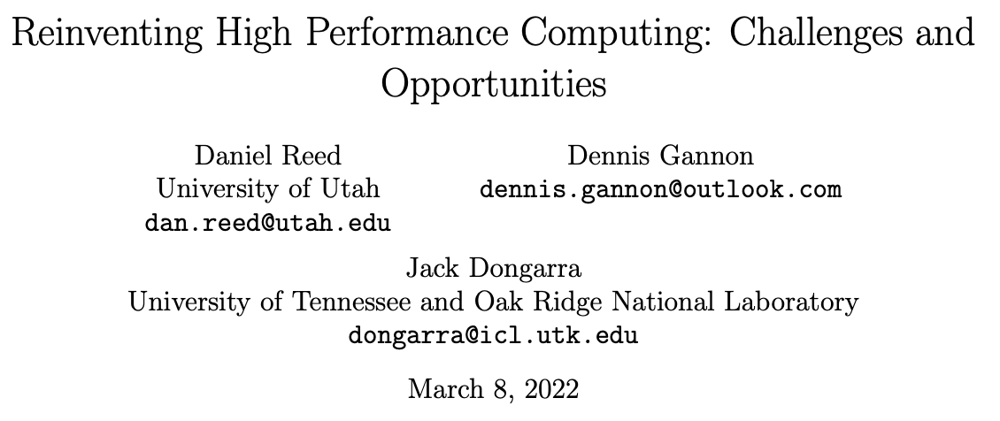 Reinventing High Performance Computing: Challenges and
Opportunities
Daniel Reed
University of Utah
dan.reed@utah.edu
Dennis Gannon
dennis.gannon@outlook.com
Jack Dongarra
University of Tennessee and Oak Ridge National Laboratory
dongarra@icl.utk.edu
March 8, 2022